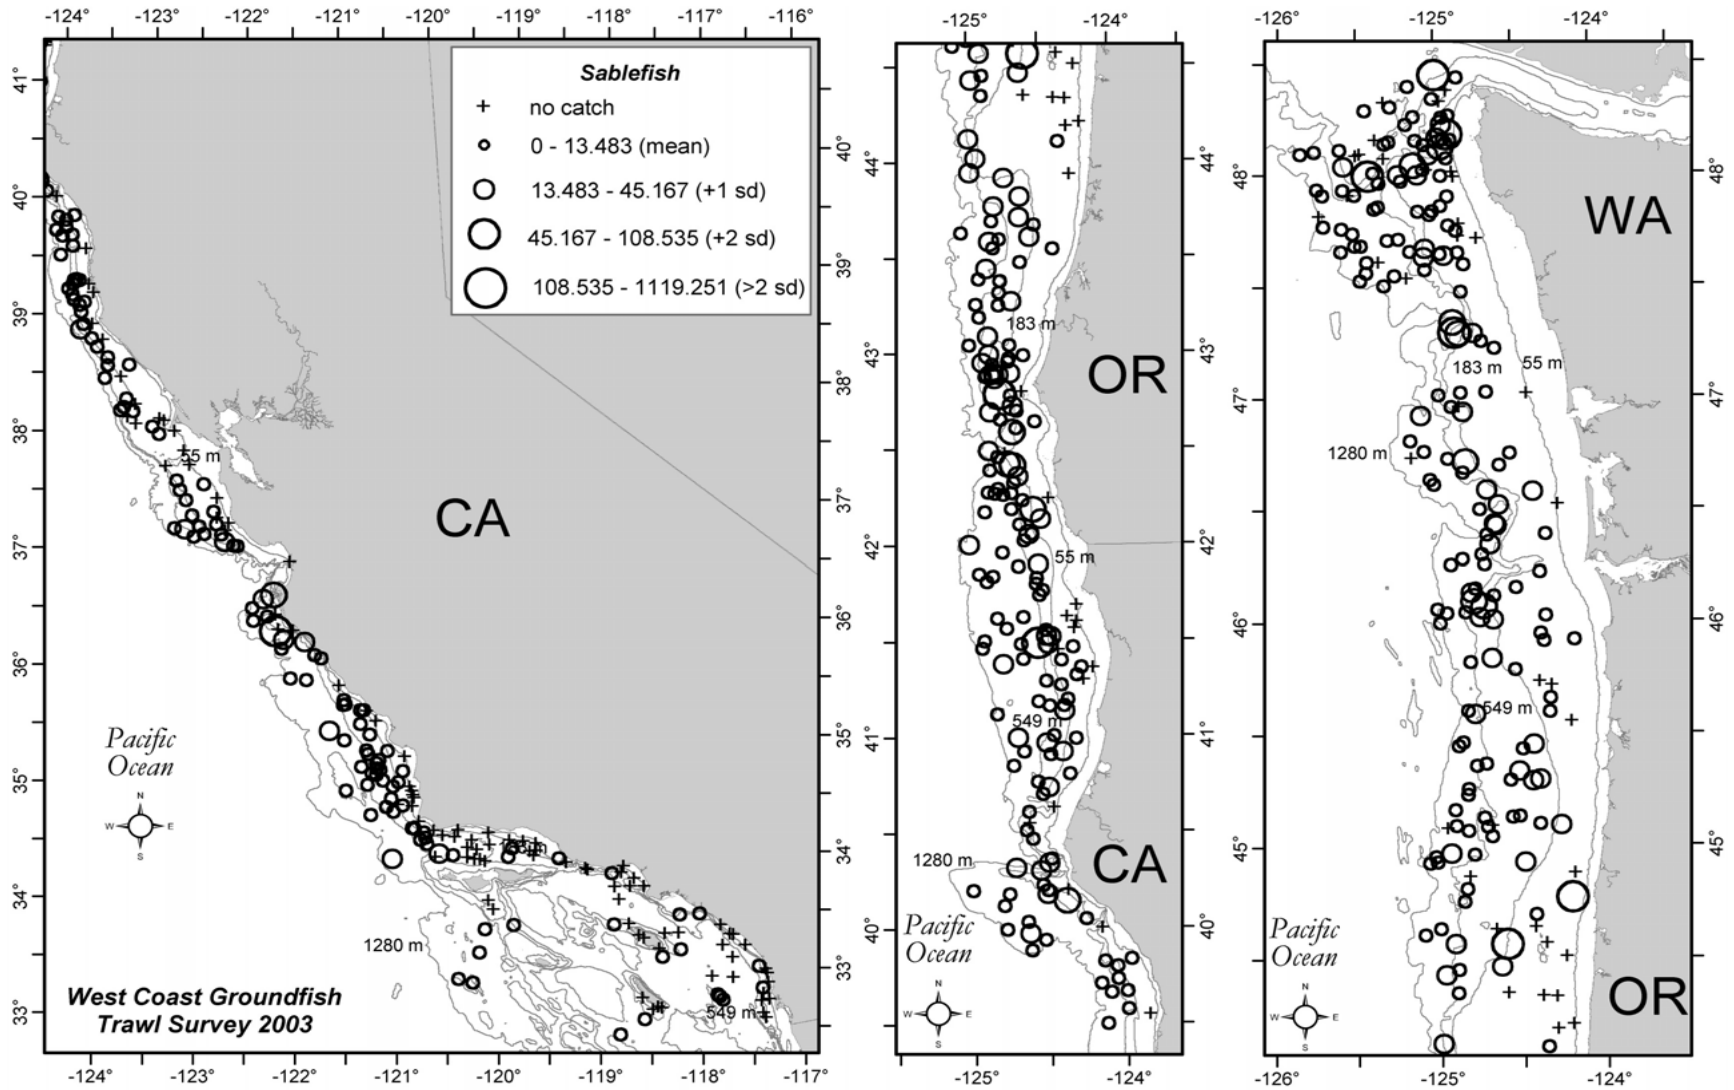 -124° -123° -122° -121° -120° -119° -118° -117° -116°
41°
40°
39°
38°
37°
36°
35°
34°
33°
Sablefish
+ no catch
0 - 13.483 (mean)
13.483 - 45.167 (+1 sd)
45.167 - 108.535 (+2 sd)
108.535 - 1119.251 (>2 sd)
40°
39°
38°
37°
36°
35°
34°
33°
55 m
CA
Pacific
Ocean
N
W E
S
1280 m
549 m
West Coast Groundfish
Trawl Survey 2003
-124° -123° -122° -121° -120° -119° -118° -117°
-125° -124°
44°
43°
42°
41°
40°
44°
43°
42°
41°
40°
183 m
OR
55 m
549 m
1280 m
CA
Pacific
Ocean
N
W E
S
-125° -124°
-126° -125° -124°
48°
47°
46°
45°
48°
47°
46°
45°
WA
183 m
55 m
1280 m
549 m
Pacific
Ocean
N
W E
S
OR
-126° -125° -124°